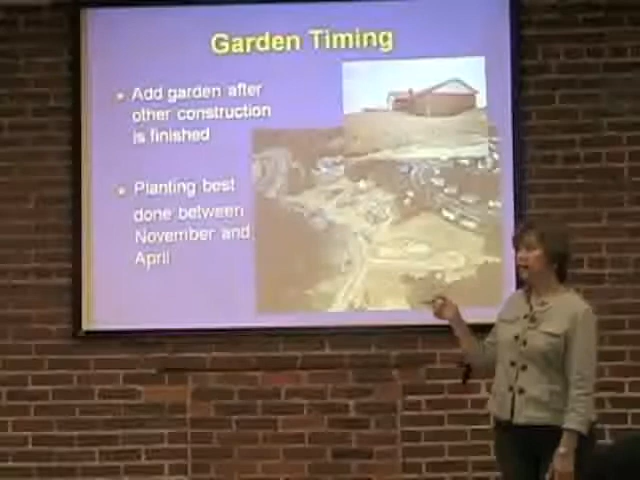 Garden Timing
Add garden after
other construction
is finished
Planting best
done between
November and
April